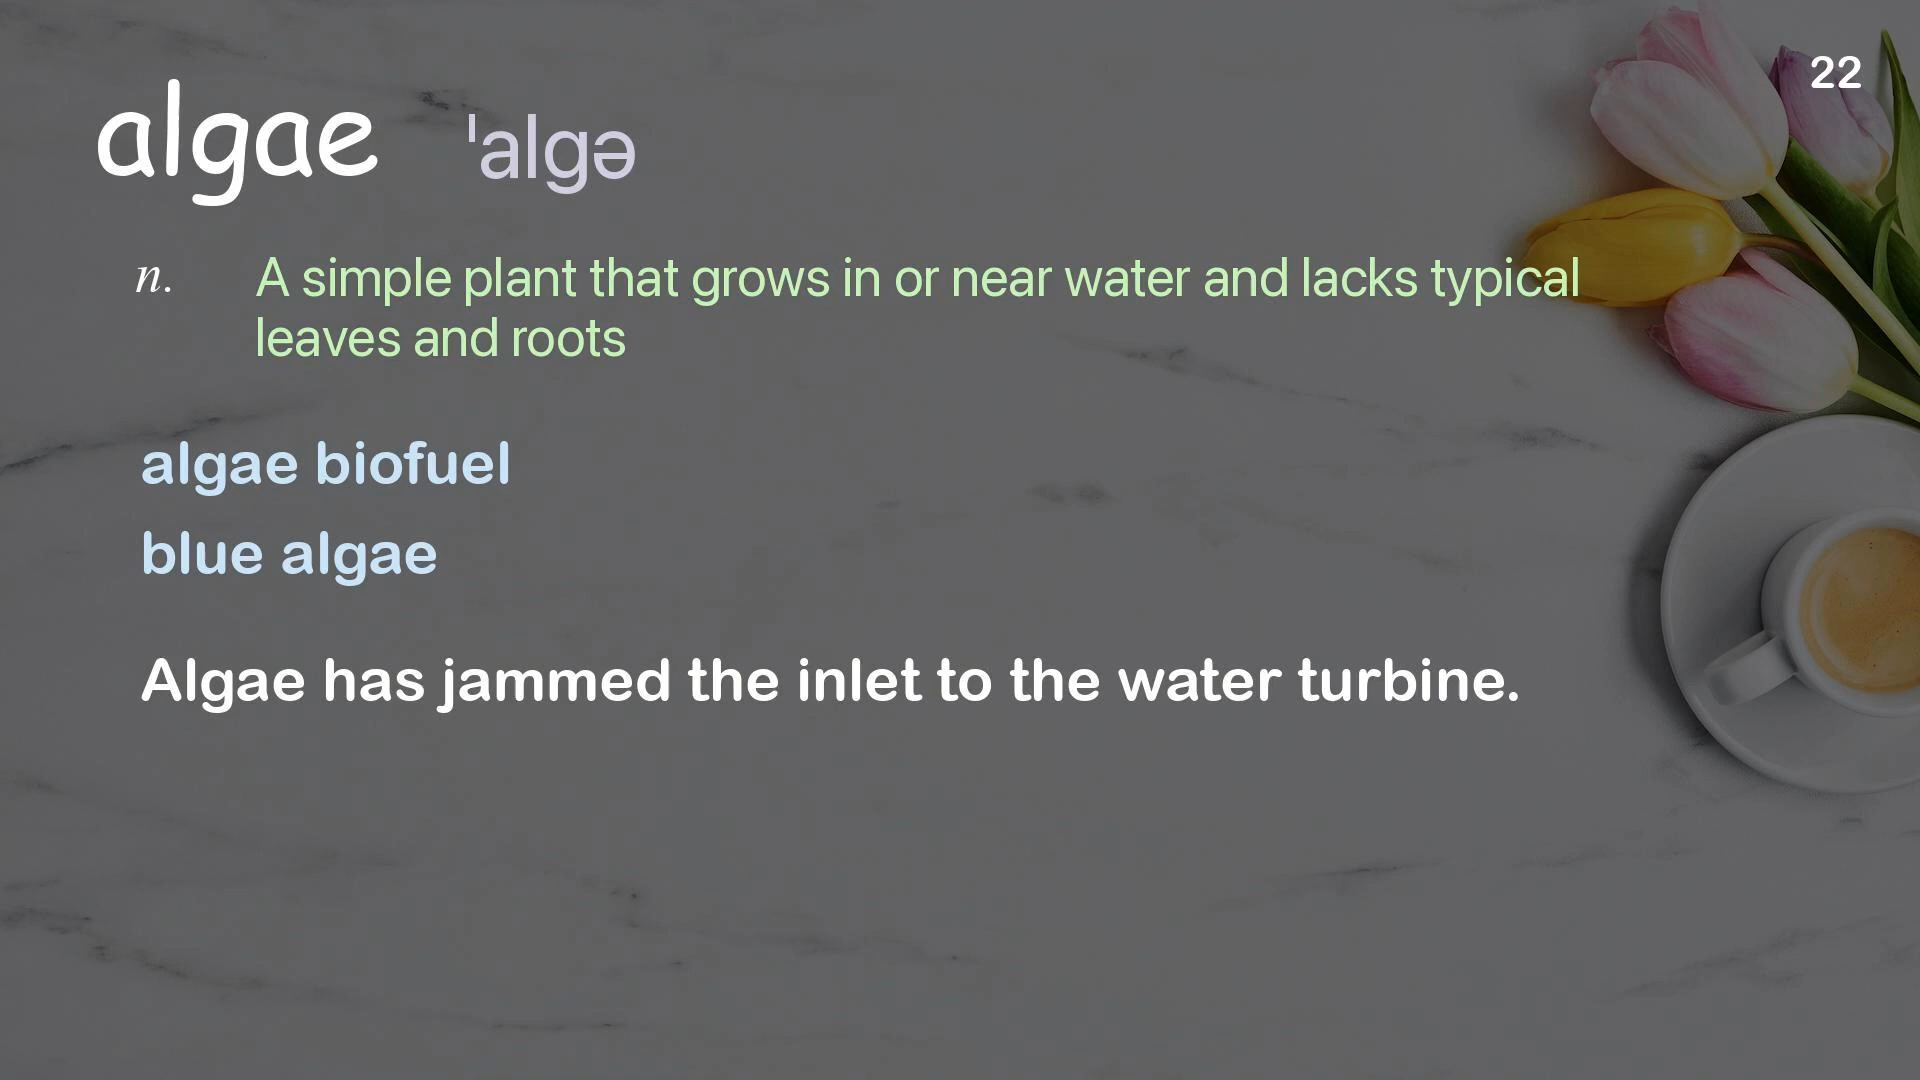 22
algae ˈalgə
n. A simple plant that grows in or near water and lacks typical
leaves and roots
algae biofuel
blue algae
Algae has jammed the inlet to the water turbine.